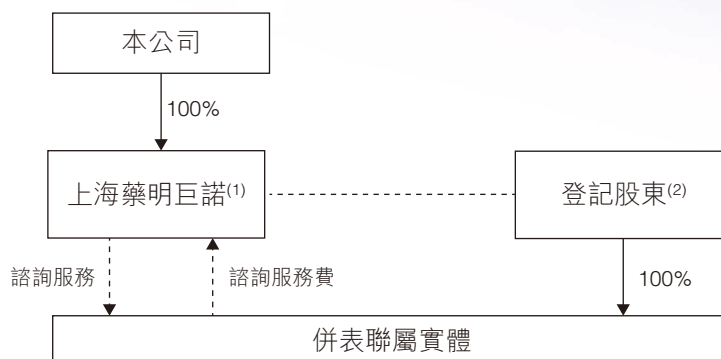 本公司
100%
上海藥明巨諾(1)
登記股東(2)
諮詢服務
諮詢服務費
100%
併表聯屬實體